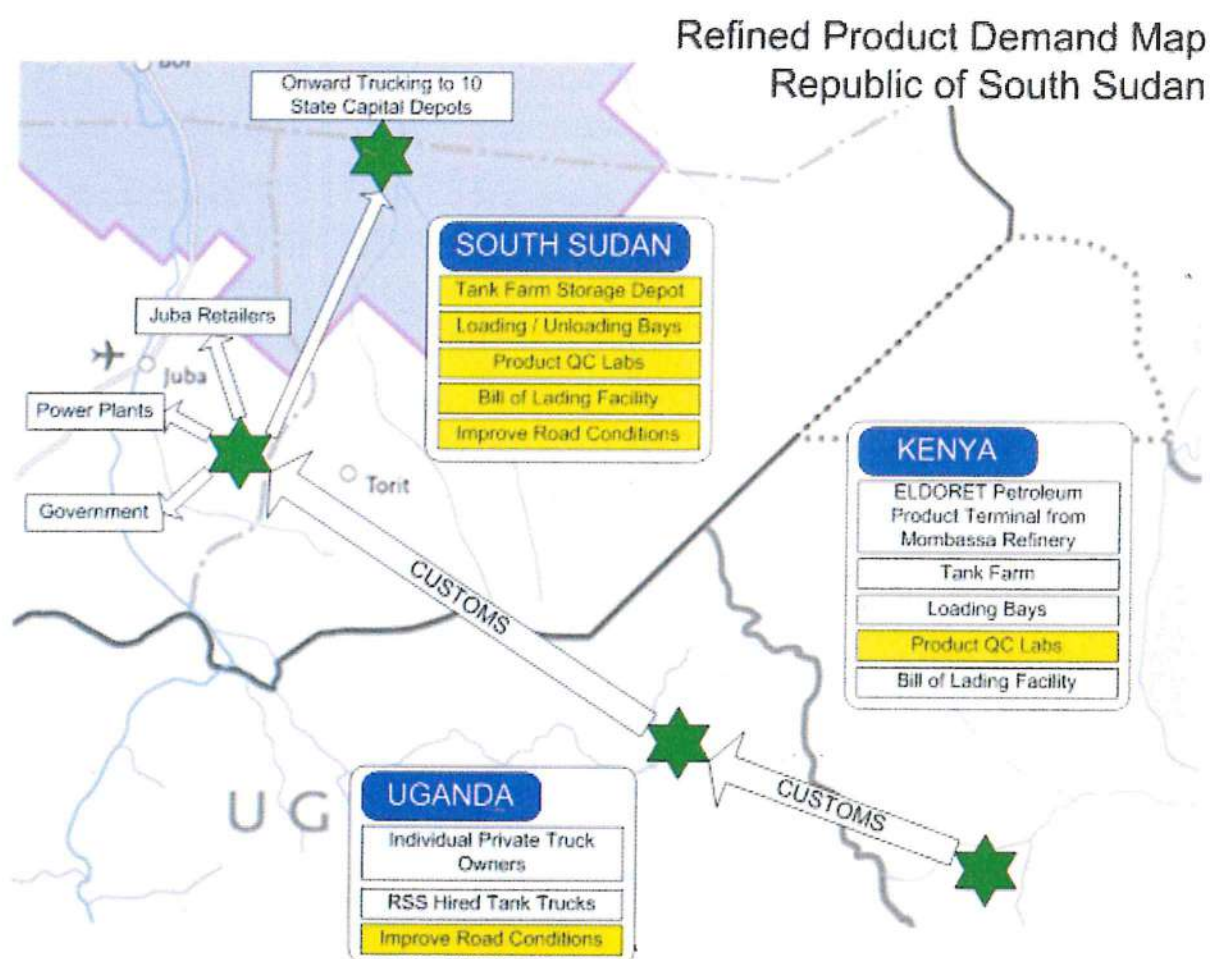 Refined Product Demand Map
Republic of South Sudan
Bor
Onward Trucking to 10
State Capital Depots
SOUTH SUDAN
Tank Farm Storage Depot
Loading / Unloading Bays
Product QC Labs
Bill of Lading Facility
Improve Road Conditions
Juba Retailers
Juba
Power Plants
Government
Torit
CUSTOMS
KENYA
ELDORET Petroleum
Product Terminal from
Mombassa Refinery
Tank Farm
Loading Bays
Product QC Labs
Bill of Lading Facility
UG
UGANDA
Individual Private Truck
Owners
RSS Hired Tank Trucks
Improve Road Conditions
CUSTOMS